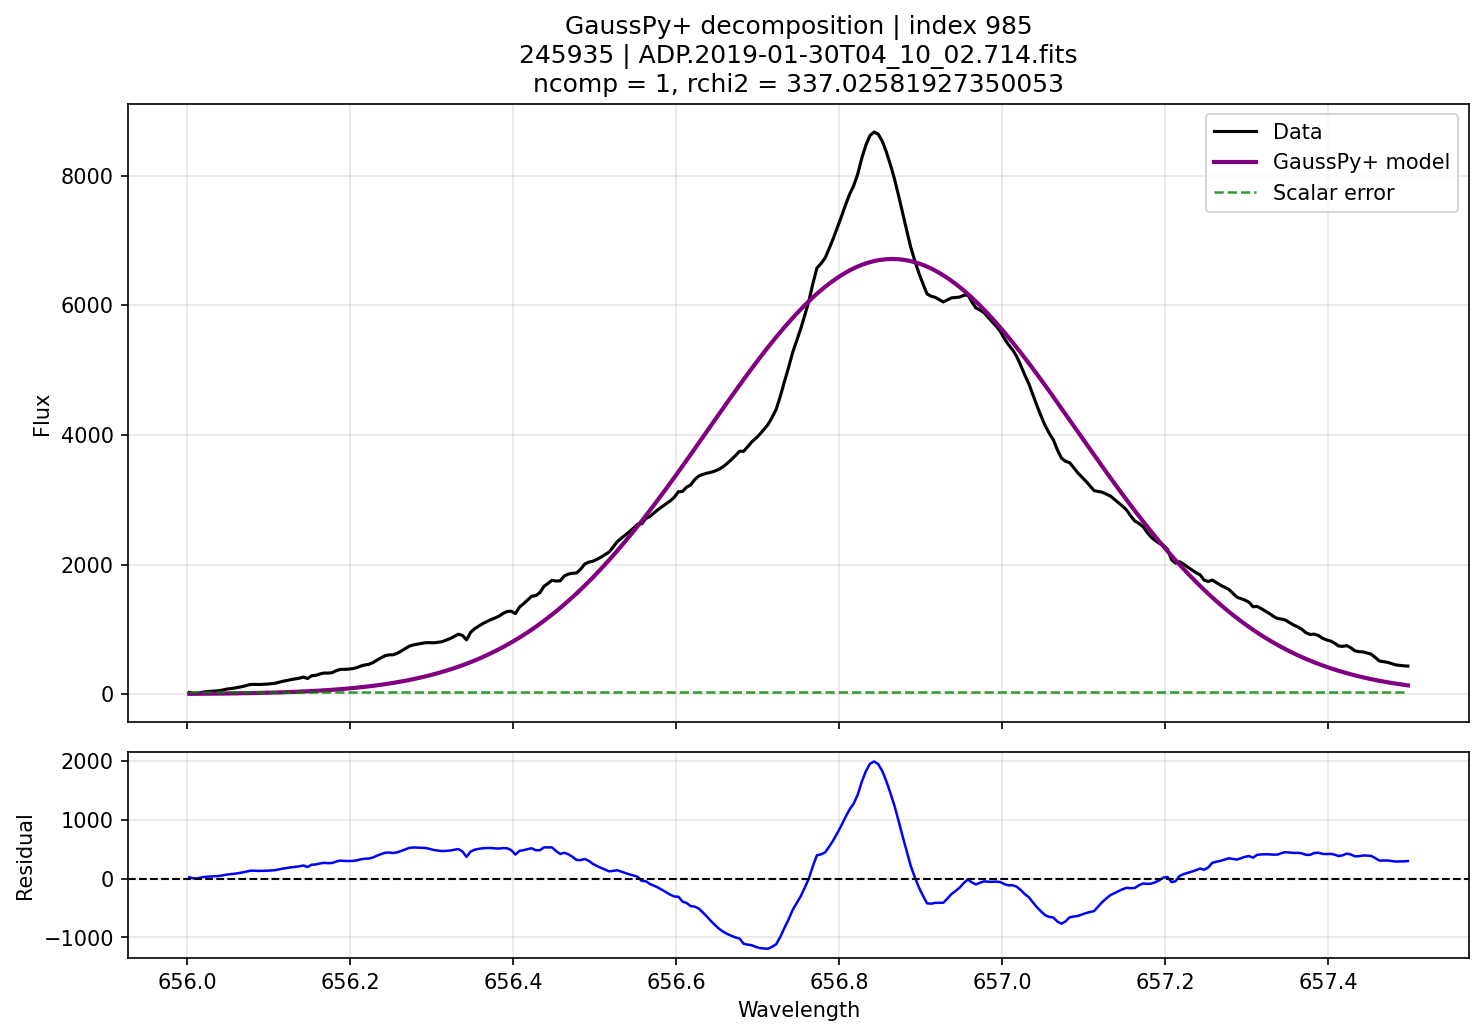 GaussPy+ decomposition | index 985
245935 | ADP.2019-01-30T04_10_02.714.fits
ncomp = 1, rchi2 = 337.02581927350053
Data
GaussPy+ model
Scalar error
Flux
8000
6000
4000
2000
0
Residual
2000
1000
0
−1000
656.0 656.2 656.4 656.6 656.8 657.0 657.2 657.4
Wavelength